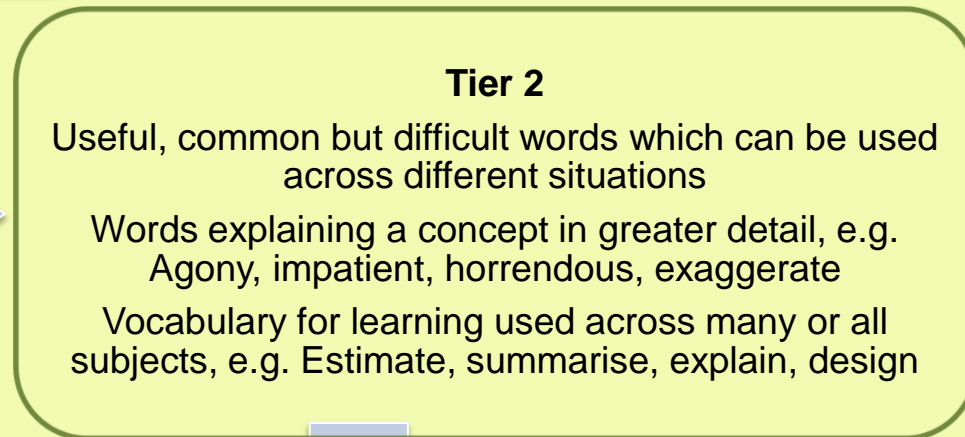 Tier 2
Useful, common but difficult words which can be used
across different situations
Words explaining a concept in greater detail, e.g.
Agony, impatient, horrendous, exaggerate
Vocabulary for learning used across many or all
subjects, e.g. Estimate, summarise, explain, design